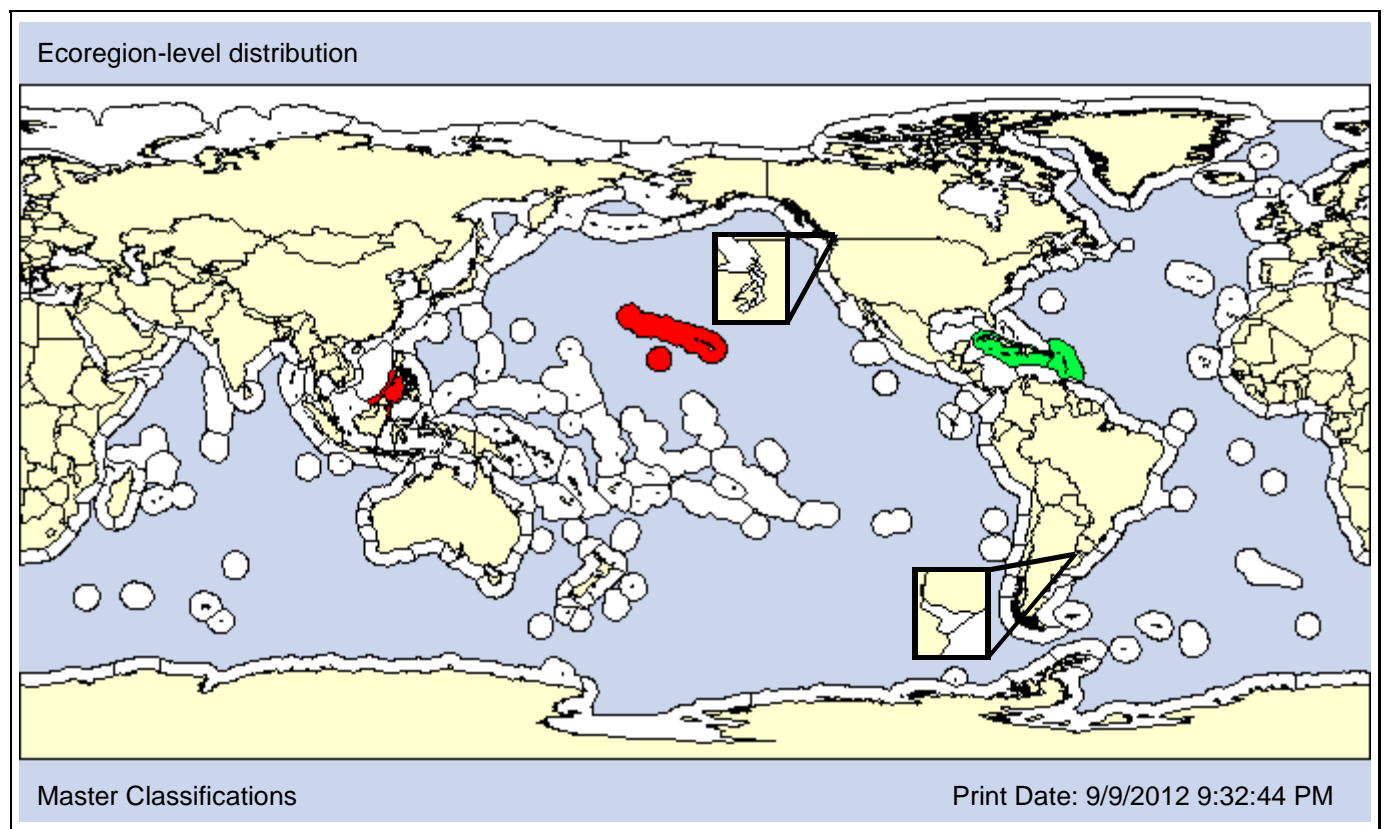 Ecoregion-level distribution
Master Classifications
Print Date: 9/9/2012 9:32:44 PM